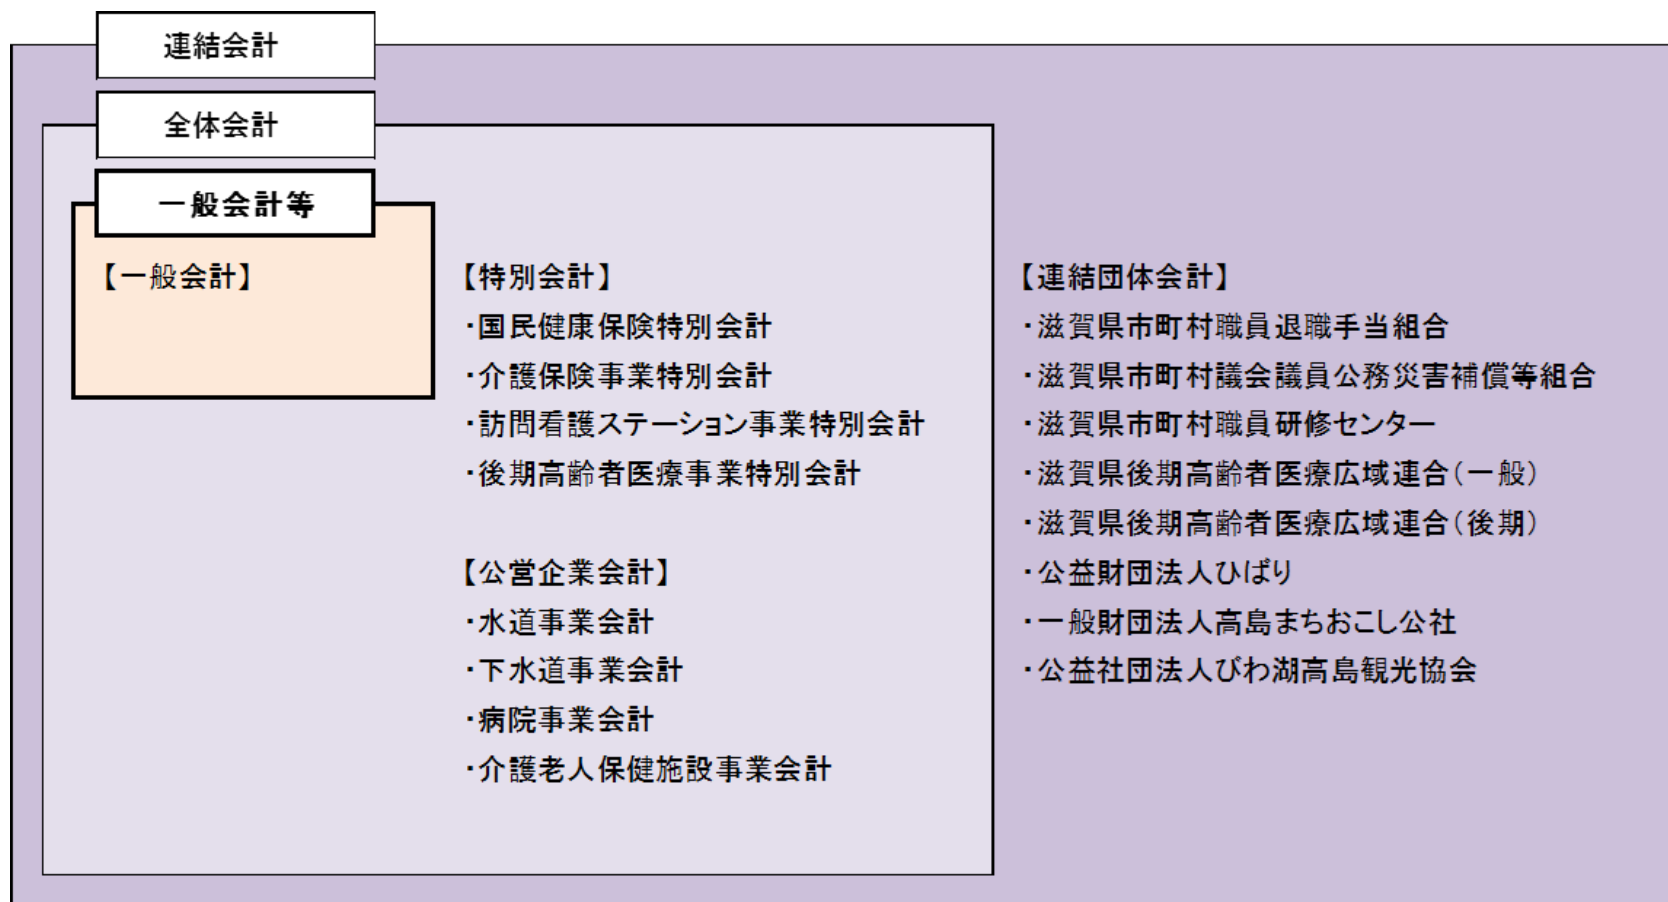 連結会計
全体会計
一般会計等
【一般会計】
【特別会計】
・国民健康保険特別会計
・介護保険事業特別会計
・訪問看護ステーション事業特別会計
・後期高齢者医療事業特別会計
【公営企業会計】
・水道事業会計
・下水道事業会計
・病院事業会計
・介護老人保健施設事業会計
【連結団体会計】
・滋賀県市町村職員退職手当組合
・滋賀県市町村議会議員公務災害補償等組合
・滋賀県市町村職員研修センター
・滋賀県後期高齢者医療広域連合(一般)
・滋賀県後期高齢者医療広域連合(後期)
・公益財団法人ひばり
・一般財団法人高島まちおこし公社
・公益社団法人びわ湖高島観光協会